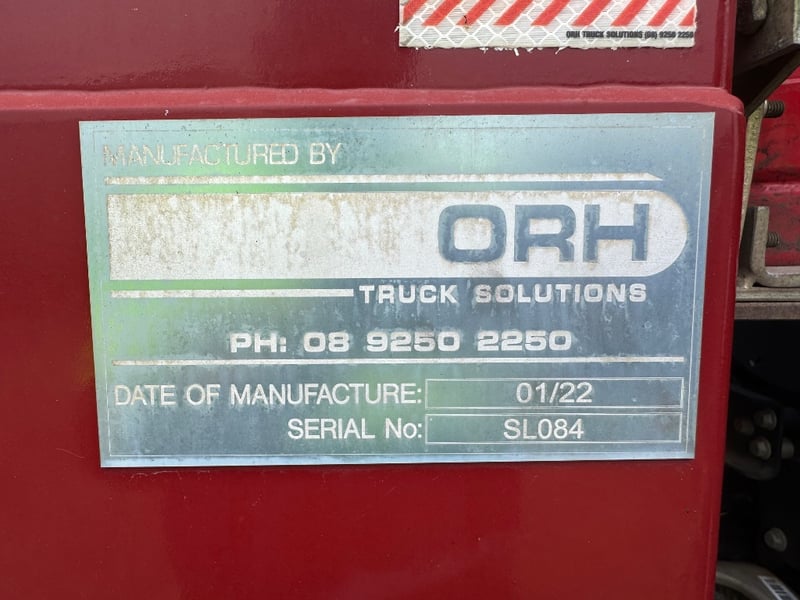 ORH TRUCK SOLUTIONS (08) 9250 2250
MANUFACTURED BY
ORH
TRUCK SOLUTIONS
PH: 08 9250 2250
DATE OF MANUFACTURE: 01/22
SERIAL No: SL084